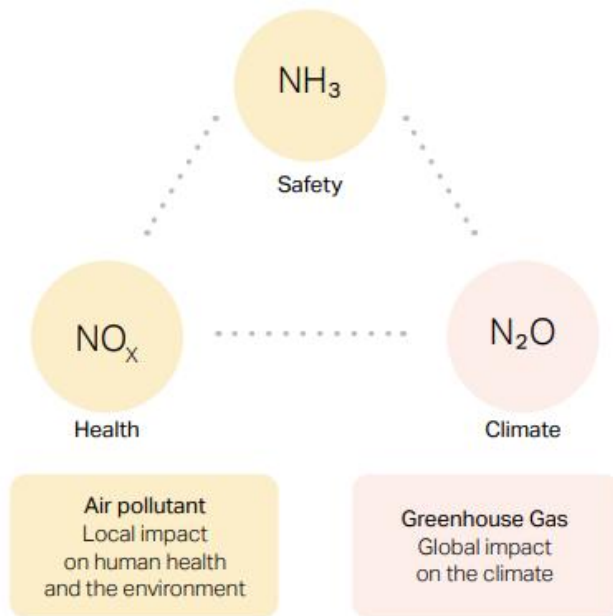 NH₃
Safety
NOₓ
N₂O
Health
Climate
Air pollutant
Local impact
on human health
and the environment
Greenhouse Gas
Global impact
on the climate